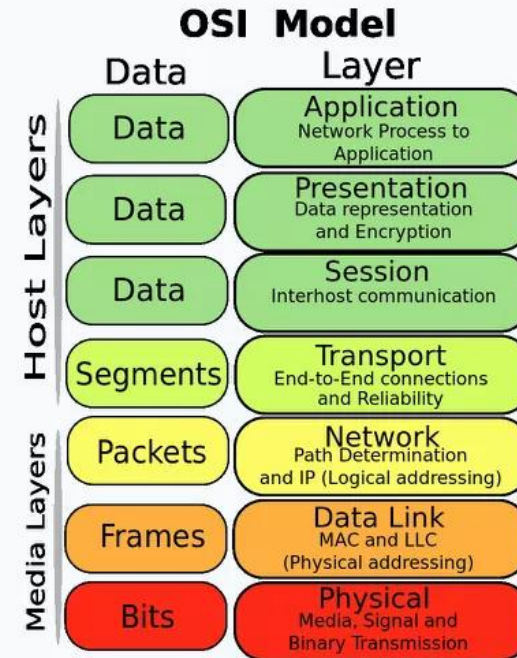 OSI Model
Data
Layer
Host Layers
Data
Application
Network Process to
Application
Data
Presentation
Data representation
and Encryption
Data
Session
Interhost communication
Segments
Transport
End-to-End connections
and Reliability
Media Layers
Packets
Network
Path Determination
and IP (Logical addressing)
Frames
Data Link
MAC and LLC
(Physical addressing)
Bits
Physical
Media, Signal and
Binary Transmission